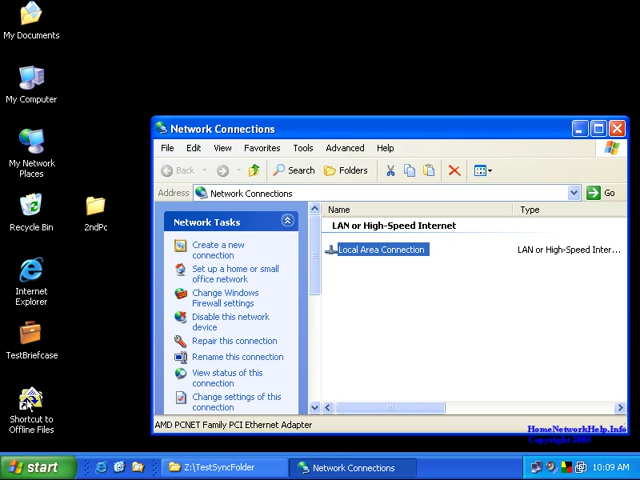 My Documents
My Computer
My Network
Places
Recycle Bin
2ndPc
Internet
Explorer
TestBriefcase
Shortcut to
Offline Files
Network Connections
File Edit View Favorites Tools Advanced Help
Back Search Folders
Address Network Connections Go
Network Tasks
Create a new
connection
Set up a home or small
office network
Change Windows
Firewall settings
Disable this network
device
Repair this connection
Rename this connection
View status of this
connection
Change settings of this
connection
Name Type
LAN or High-Speed Internet
Local Area Connection LAN or High-Speed Inter...
AMD PCNET Family PCI Ethernet Adapter
HomeNetworkHelp.Info
Copyright 2006
start Z:\TestSyncFolder Network Connections 10:09 AM